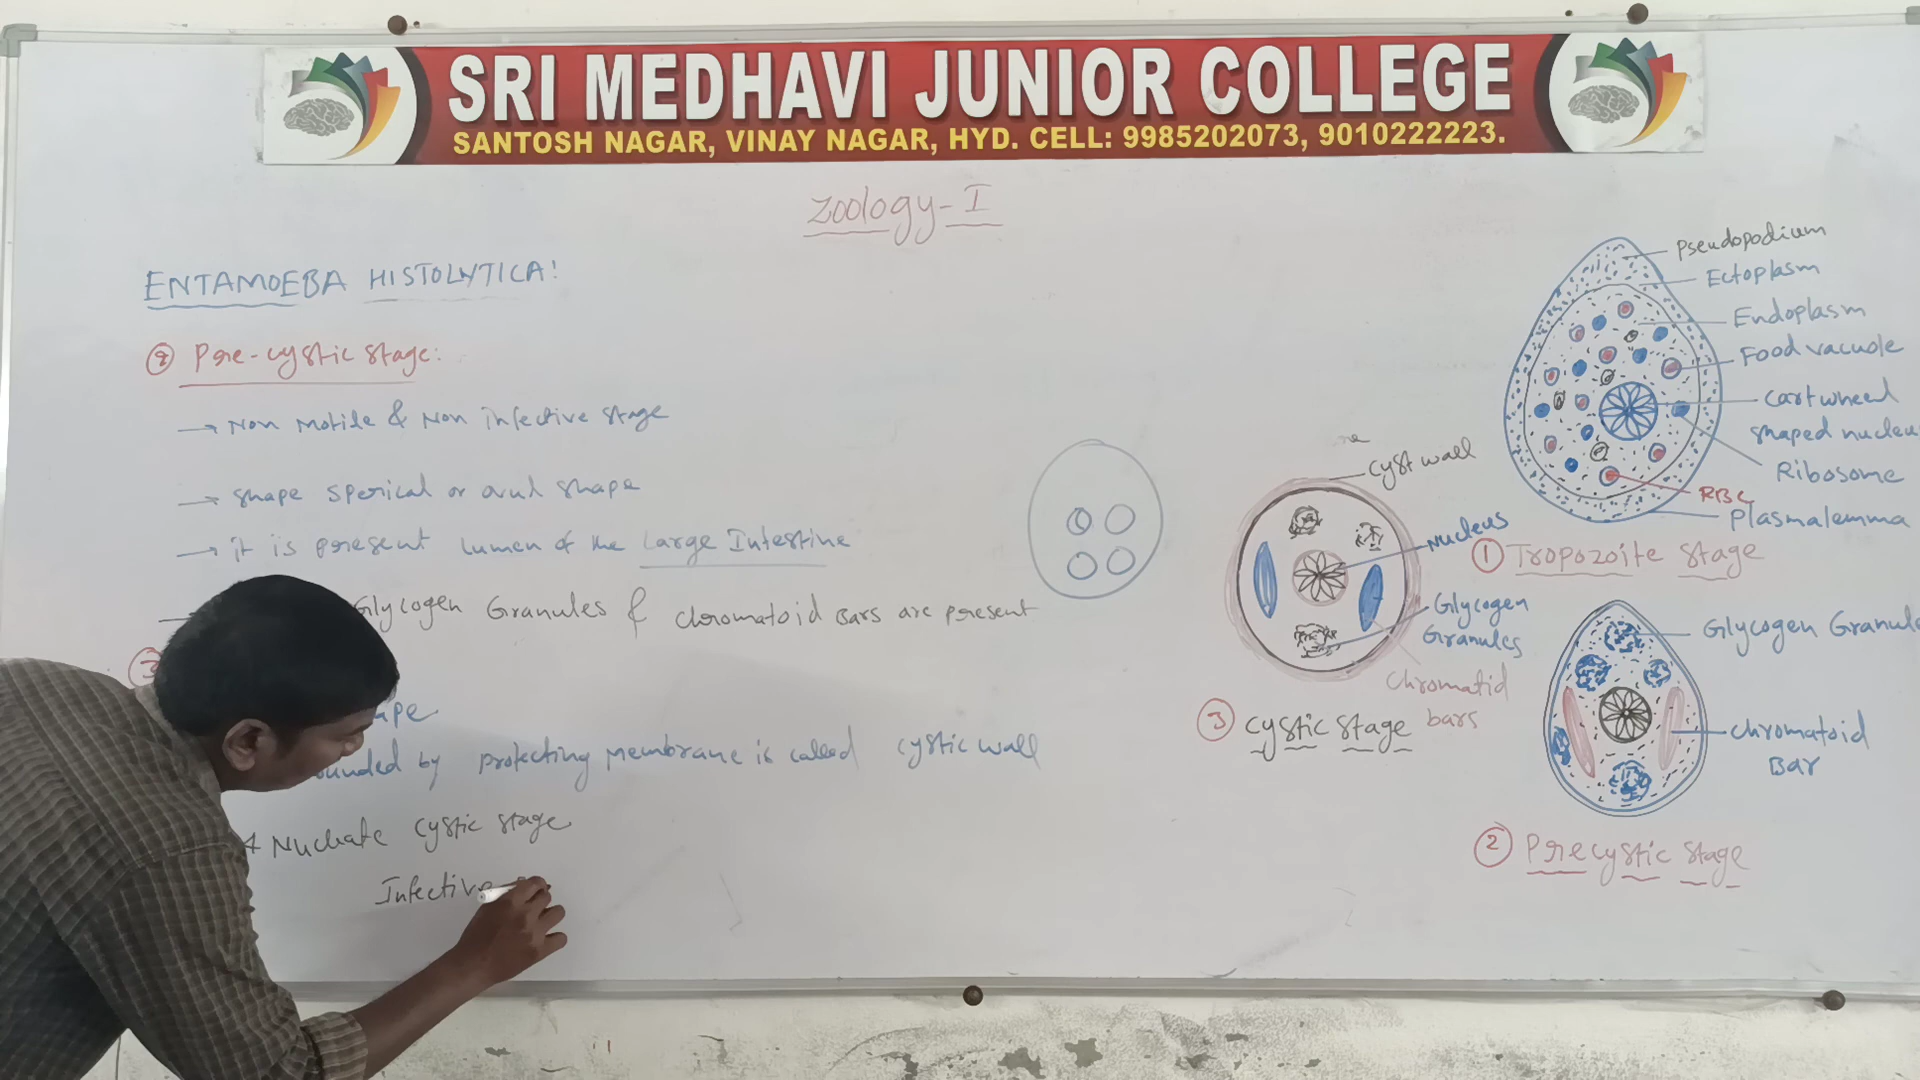 SRI MEDHAVI JUNIOR COLLEGE
SANTOSH NAGAR, VINAY NAGAR, HYD. CELL: 9985202073, 9010222223.
Zoology-I
ENTAMOEBA HISTOLYTICA:
② Pre-cystic stage:
→ Non Motile & Non infective stage
→ shape sperical or oval shape
→ it is present lumen of the Large Intestine
Glycogen Granules & chromatoid Bars are present
③
ape
ounded by protecting membrane is called cystic wall
4 Nucleate cystic stage
Infective
cyst wall
Nucleus
Glycogen
Granules
chromatid
bars
③ cystic stage
Pseudopodium
Ectoplasm
Endoplasm
Food vacuole
Cart wheel
shaped nucleus
Ribosome
RBC
Plasmalemma
① Tropozoite stage
Glycogen Granule
chromatoid
Bar
② Precystic stage